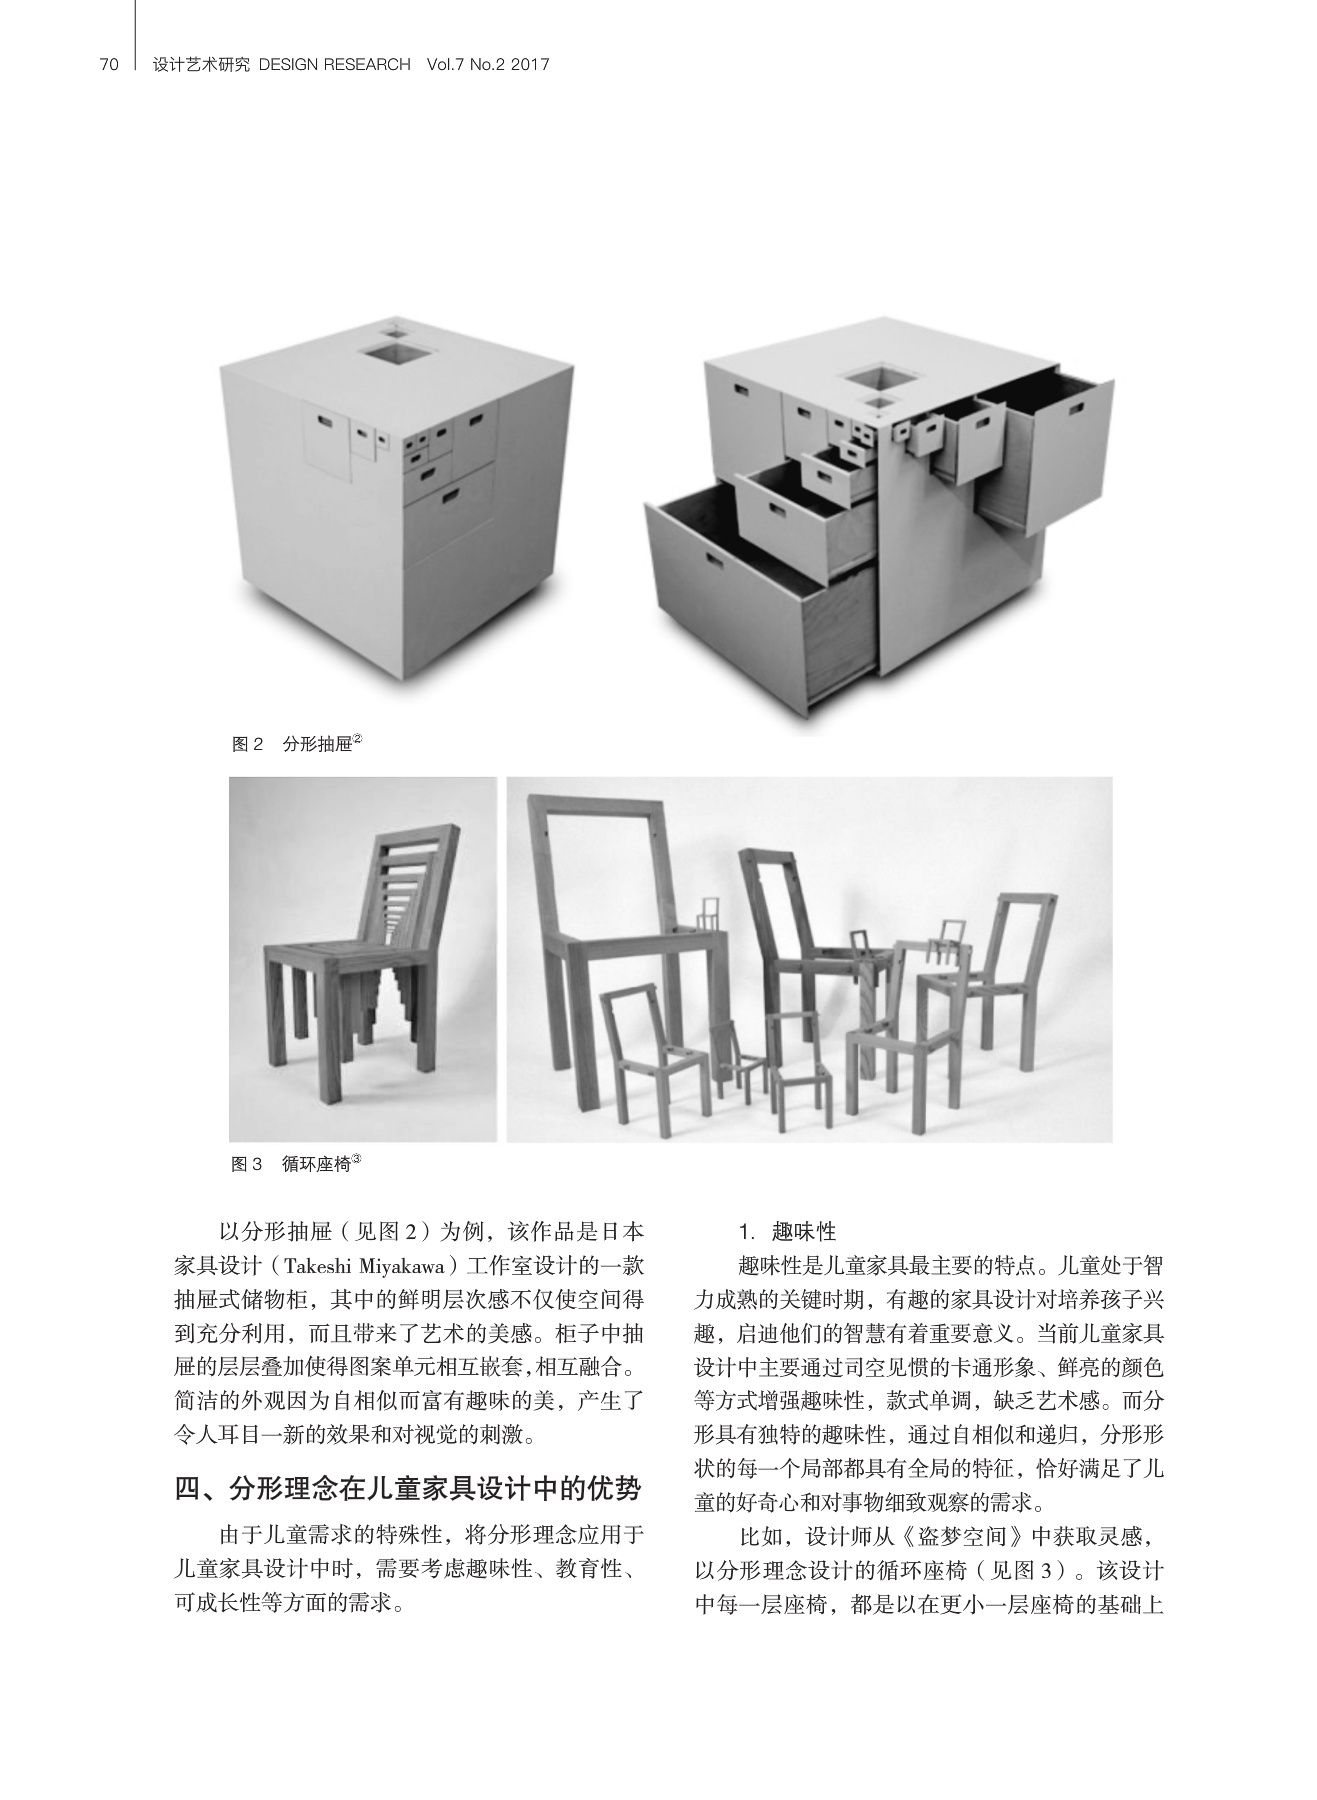 70 设计艺术研究 DESIGN RESEARCH Vol.7 No.2 2017
图 2 分形抽屉②
图 3 循环座椅③
以分形抽屉（见图 2）为例，该作品是日本
家具设计（Takeshi Miyakawa）工作室设计的一款
抽屉式储物柜，其中的鲜明层次感不仅使空间得
到充分利用，而且带来了艺术的美感。柜子中抽
屉的层层叠加使得图案单元相互嵌套，相互融合。
简洁的外观因为自相似而富有趣味的美，产生了
令人耳目一新的效果和对视觉的刺激。
四、分形理念在儿童家具设计中的优势
由于儿童需求的特殊性，将分形理念应用于
儿童家具设计中时，需要考虑趣味性、教育性、
可成长性等方面的需求。
1. 趣味性
趣味性是儿童家具最主要的特点。儿童处于智
力成熟的关键时期，有趣的家具设计对培养孩子兴
趣，启迪他们的智慧有着重要意义。当前儿童家具
设计中主要通过司空见惯的卡通形象、鲜亮的颜色
等方式增强趣味性，款式单调，缺乏艺术感。而分
形具有独特的趣味性，通过自相似和递归，分形形
状的每一个局部都具有全局的特征，恰好满足了儿
童的好奇心和对事物细致观察的需求。
比如，设计师从《盗梦空间》中获取灵感，
以分形理念设计的循环座椅（见图 3）。该设计
中每一层座椅，都是以在更小一层座椅的基础上